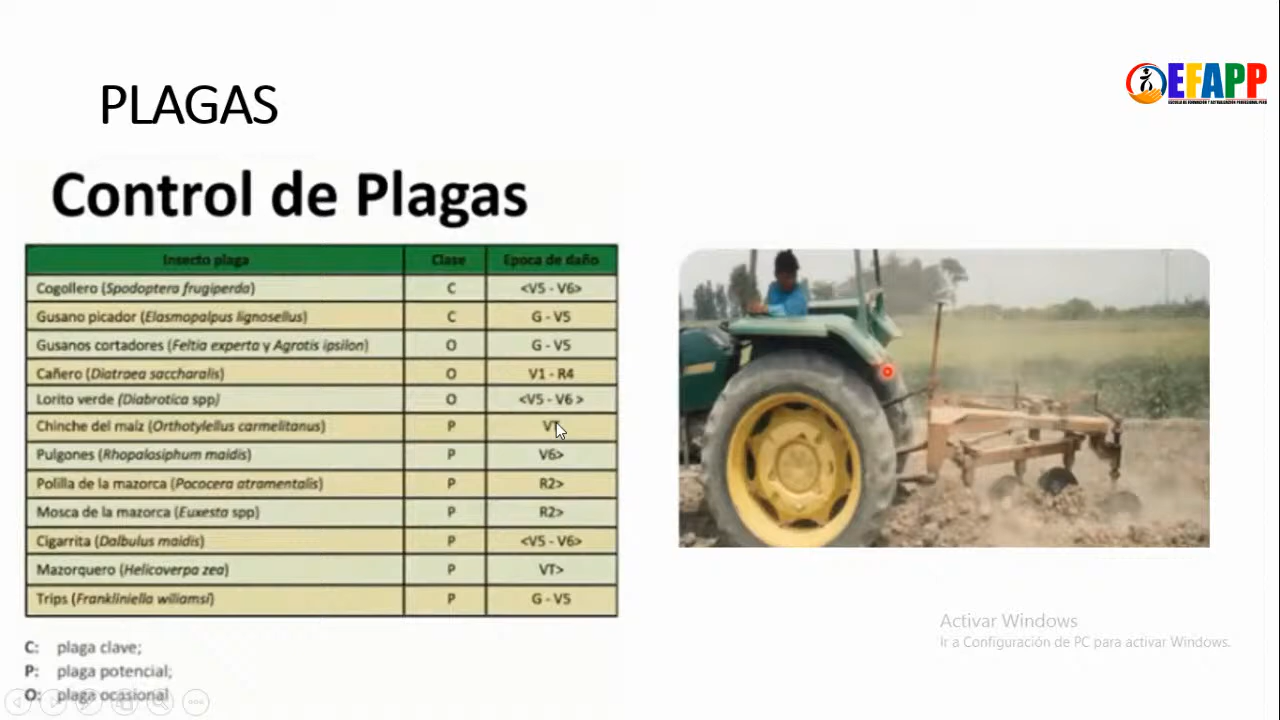 PLAGAS
EFAPP
ESCUELA DE FORMACIÓN Y ACTUALIZACIÓN PROFESIONAL PERÚ
Control de Plagas
Insecto plaga Clase Epoca de daño
Cogollero (Spodoptera frugiperda) C <V5 - V6>
Gusano picador (Elasmopalpus lignosellus) C G - V5
Gusanos cortadores (Feltia experta y Agrotis ipsilon) O G - V5
Cañero (Diatraea saccharalis) O V1 - R4
Lorito verde (Diabrotica spp) O <V5 - V6 >
Chinche del maíz (Orthotylellus carmelitanus) P
Pulgones (Rhopalosiphum maidis) P V6>
Polilla de la mazorca (Pococera atramentalis) P R2>
Mosca de la mazorca (Euxesta spp) P R2>
Cigarrita (Dalbulus maidis) P <V5 - V6>
Mazorquero (Helicoverpa zea) P VT>
Trips (Frankliniella wiliamsi) P G - V5
C: plaga clave;
P: plaga potencial;
O: plaga ocasional
Activar Windows
Ir a Configuración de PC para activar Windows.